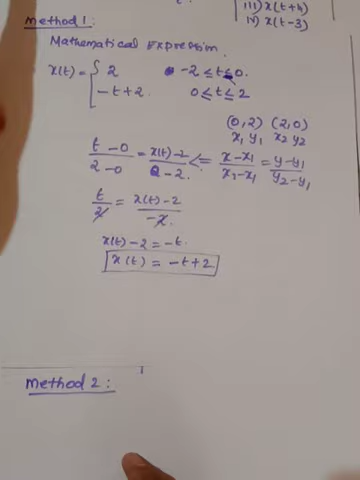 iii) x(t+4)
iv) x(t-3)
Method 1:
Mathematical Expression.
x(t) = { 2   -2 ≤ t ≤ 0.
-t+2   0 ≤ t ≤ 2
(0,2) (2,0)
x₁ y₁ x₂ y₂
t-0/2-0 = x(t)-2/0-2. <= x-x₁/x₂-x₁ = y-y₁/y₂-y₁
t/2 = x(t)-2/-2
x(t)-2 = -t.
x(t) = -t+2
Method 2: